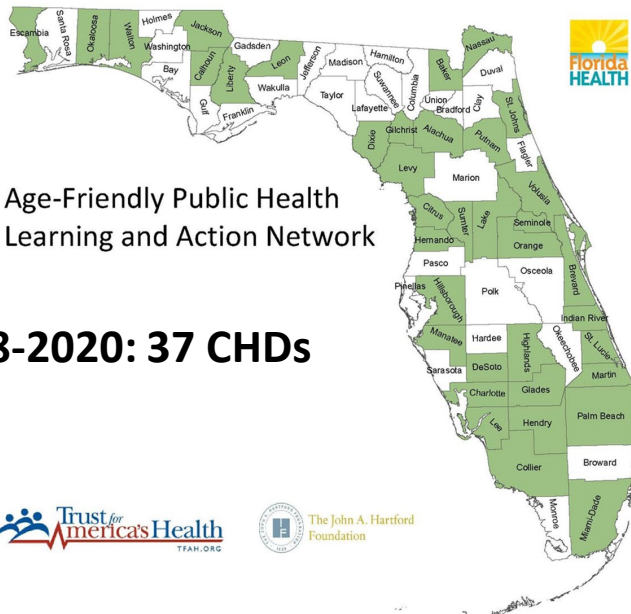 Escambia
Santa Rosa
Okaloosa
Walton
Holmes
Washington
Bay
Jackson
Calhoun
Gulf
Liberty
Gadsden
Franklin
Leon
Wakulla
Jefferson
Madison
Taylor
Hamilton
Suwannee
Lafayette
Columbia
Baker
Union
Bradford
Nassau
Duval
Clay
St. Johns
Florida
HEALTH
Dixie
Gilchrist
Alachua
Putnam
Flagler
Levy
Marion
Volusia
Age-Friendly Public Health
Learning and Action Network
Citrus
Sumter
Lake
Seminole
Hernando
Orange
Pasco
Osceola
Brevard
Pinellas
Hillsborough
Polk
Indian River
8-2020: 37 CHDs
Manatee
Hardee
Highlands
Okeechobee
St. Lucie
Sarasota
DeSoto
Martin
Charlotte
Glades
Lee
Hendry
Palm Beach
Collier
Broward
Monroe
Miami-Dade
Trust for
America's Health
TFAH.ORG
The John A. Hartford
Foundation